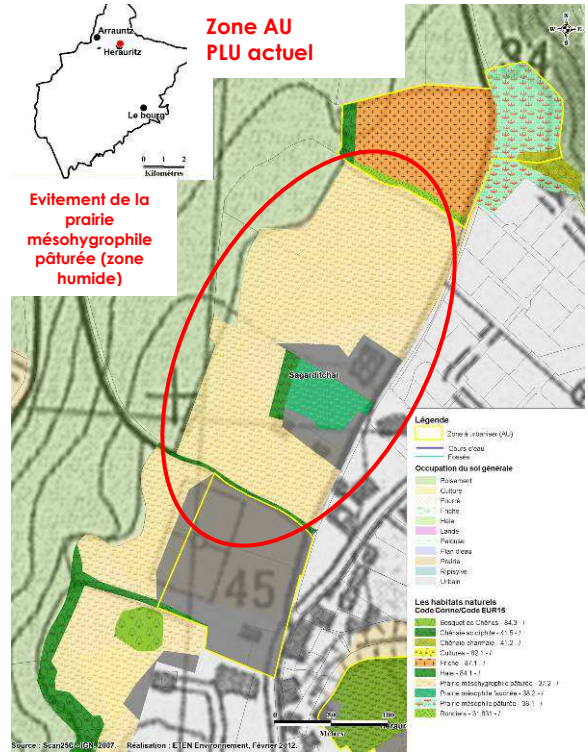 Zone AU
PLU actuel
Arrauntz
Herauritz
Le bourg
0 1 2
Kilomètres
N
W E
S
94
Evitement de la
prairie
mésohygrophile
pâturée (zone
humide)
Sagarditchar
45
Légende
Zone à urbaniser (AU)
Cours d'eau
Fossés
Occupation du sol générale
Boisement
Culture
Fourré
Friche
Haie
Lande
Pelouse
Plan d'eau
Prairie
Ripisylve
Urbain
Les habitats naturels
Code Corine/Code EUR15
Bosquet de Chênes - 84.3 - /
Chênaie acidiphile - 41.5 - /
Chênaie charmaie - 41.2 - /
Cultures - 82.1 - /
Friche - 87.1 - /
Haie - 84.1 - /
Prairie mésohygrophile pâturée - 37.2 - /
Prairie mésophile fauchée - 38.2 - /
Prairie mésophile pâturée - 38.1 - /
Ronciers - 31.831 - /
0 80 160
Mètres
Source : Scan25© - IGN, 2007. Réalisation : ETEN Environnement, Février 2012.